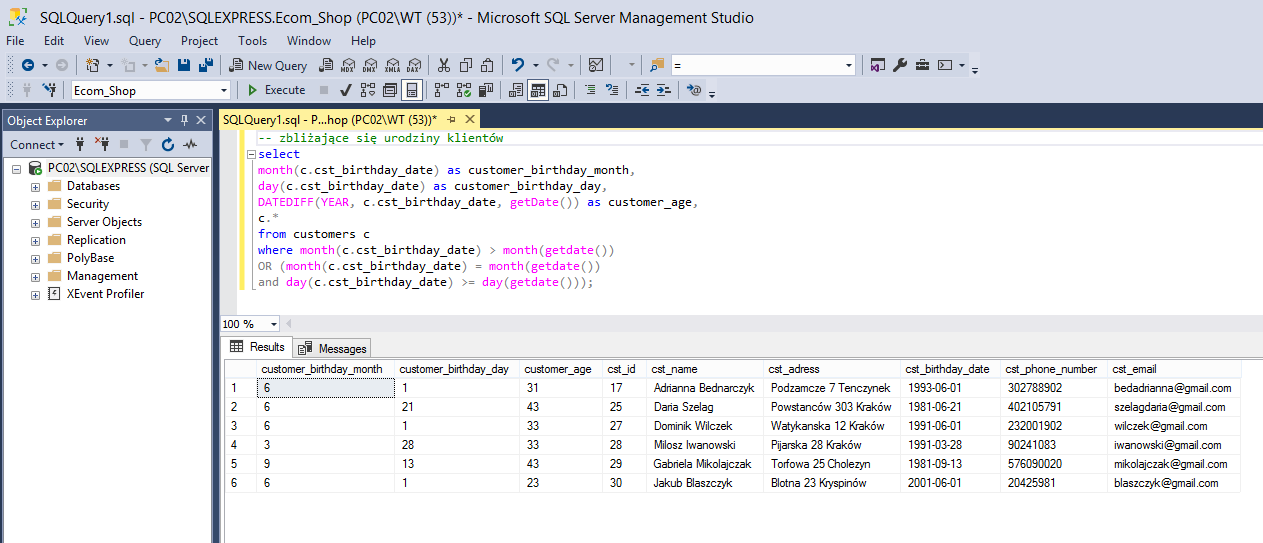 SQLQuery1.sql - PC02\SQLEXPRESS.Ecom_Shop (PC02\WT (53))* - Microsoft SQL Server Management Studio
File Edit View Query Project Tools Window Help
New Query MDX DMX XMLA DAX =
Ecom_Shop Execute
Object Explorer
Connect
PC02\SQLEXPRESS (SQL Server
Databases
Security
Server Objects
Replication
PolyBase
Management
XEvent Profiler
SQLQuery1.sql - P...hop (PC02\WT (53))*
-- zbliżające się urodziny klientów
select
month(c.cst_birthday_date) as customer_birthday_month,
day(c.cst_birthday_date) as customer_birthday_day,
DATEDIFF(YEAR, c.cst_birthday_date, getDate()) as customer_age,
c.*
from customers c
where month(c.cst_birthday_date) > month(getdate())
OR (month(c.cst_birthday_date) = month(getdate())
and day(c.cst_birthday_date) >= day(getdate()));
100 %
Results Messages
customer_birthday_month customer_birthday_day customer_age cst_id cst_name cst_adress cst_birthday_date cst_phone_number cst_email
1 6 1 31 17 Adrianna Bednarczyk Podzamcze 7 Tenczynek 1993-06-01 302788902 bedadrianna@gmail.com
2 6 21 43 25 Daria Szelag Powstanców 303 Kraków 1981-06-21 402105791 szelagdaria@gmail.com
3 6 1 33 27 Dominik Wilczek Watykanska 12 Kraków 1991-06-01 232001902 wilczek@gmail.com
4 3 28 33 28 Milosz Iwanowski Pijarska 28 Kraków 1991-03-28 90241083 iwanowski@gmail.com
5 9 13 43 29 Gabriela Mikolajczak Torfowa 25 Cholezyn 1981-09-13 576090020 mikolajczak@gmail.com
6 6 1 23 30 Jakub Blaszczyk Blotna 23 Kryspinów 2001-06-01 20425981 blaszczyk@gmail.com